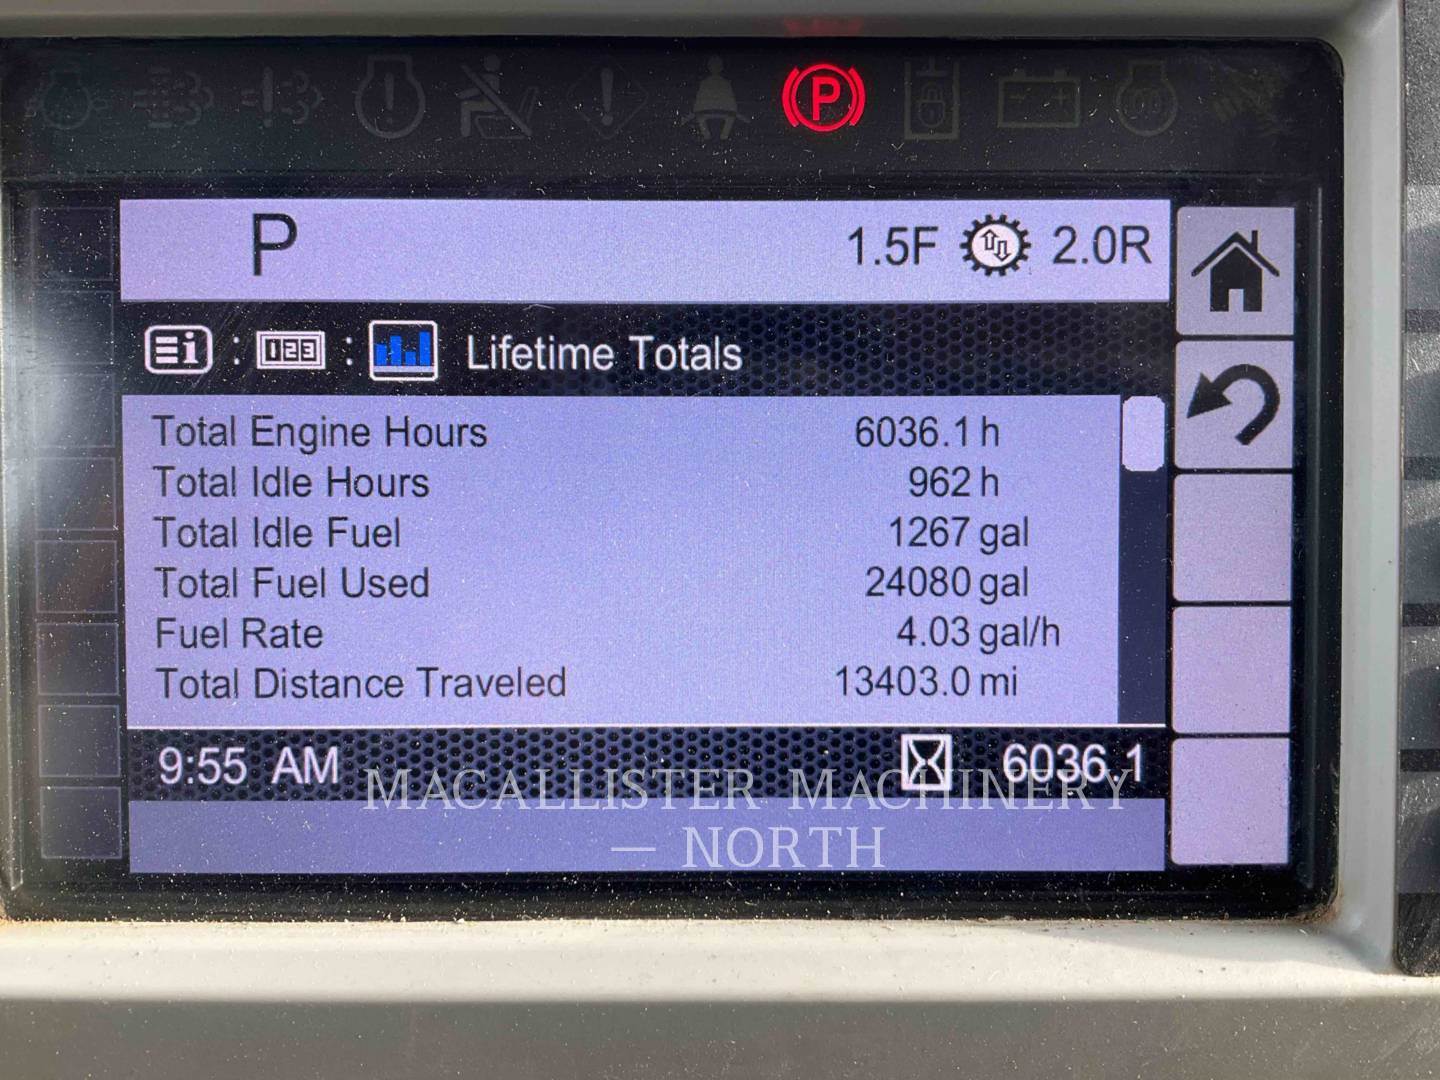 P
P 1.5F 2.0R
123 Lifetime Totals
Total Engine Hours 6036.1 h
Total Idle Hours 962 h
Total Idle Fuel 1267 gal
Total Fuel Used 24080 gal
Fuel Rate 4.03 gal/h
Total Distance Traveled 13403.0 mi
9:55 AM 6036.1
MACALLISTER MACHINERY
— NORTH